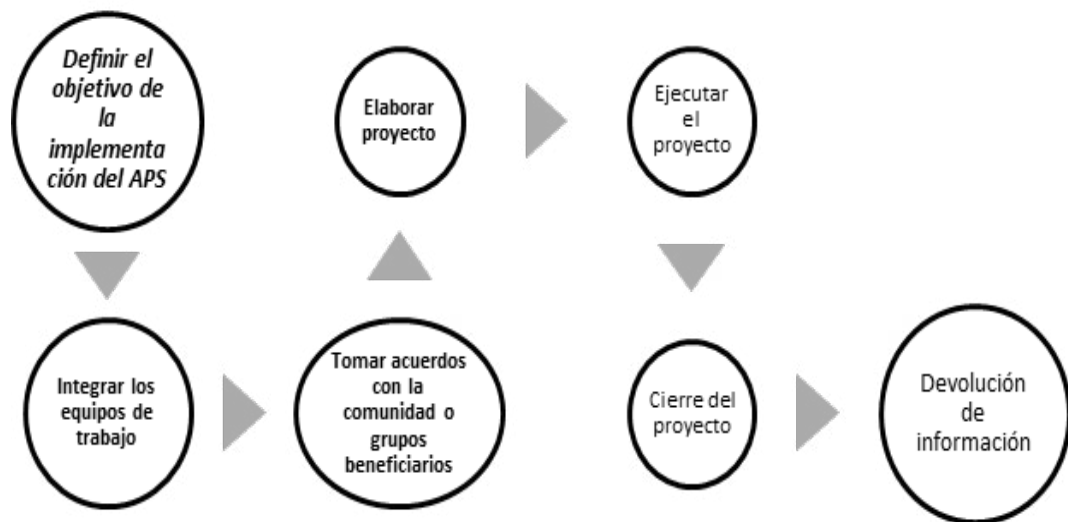 Definir el
objetivo de
la
implementa
ción del APS
Integrar los
equipos de
trabajo
Tomar acuerdos
con la
comunidad o
grupos
beneficiarios
Elaborar
proyecto
Ejecutar
el
proyecto
Cierre del
proyecto
Devolución
de
información